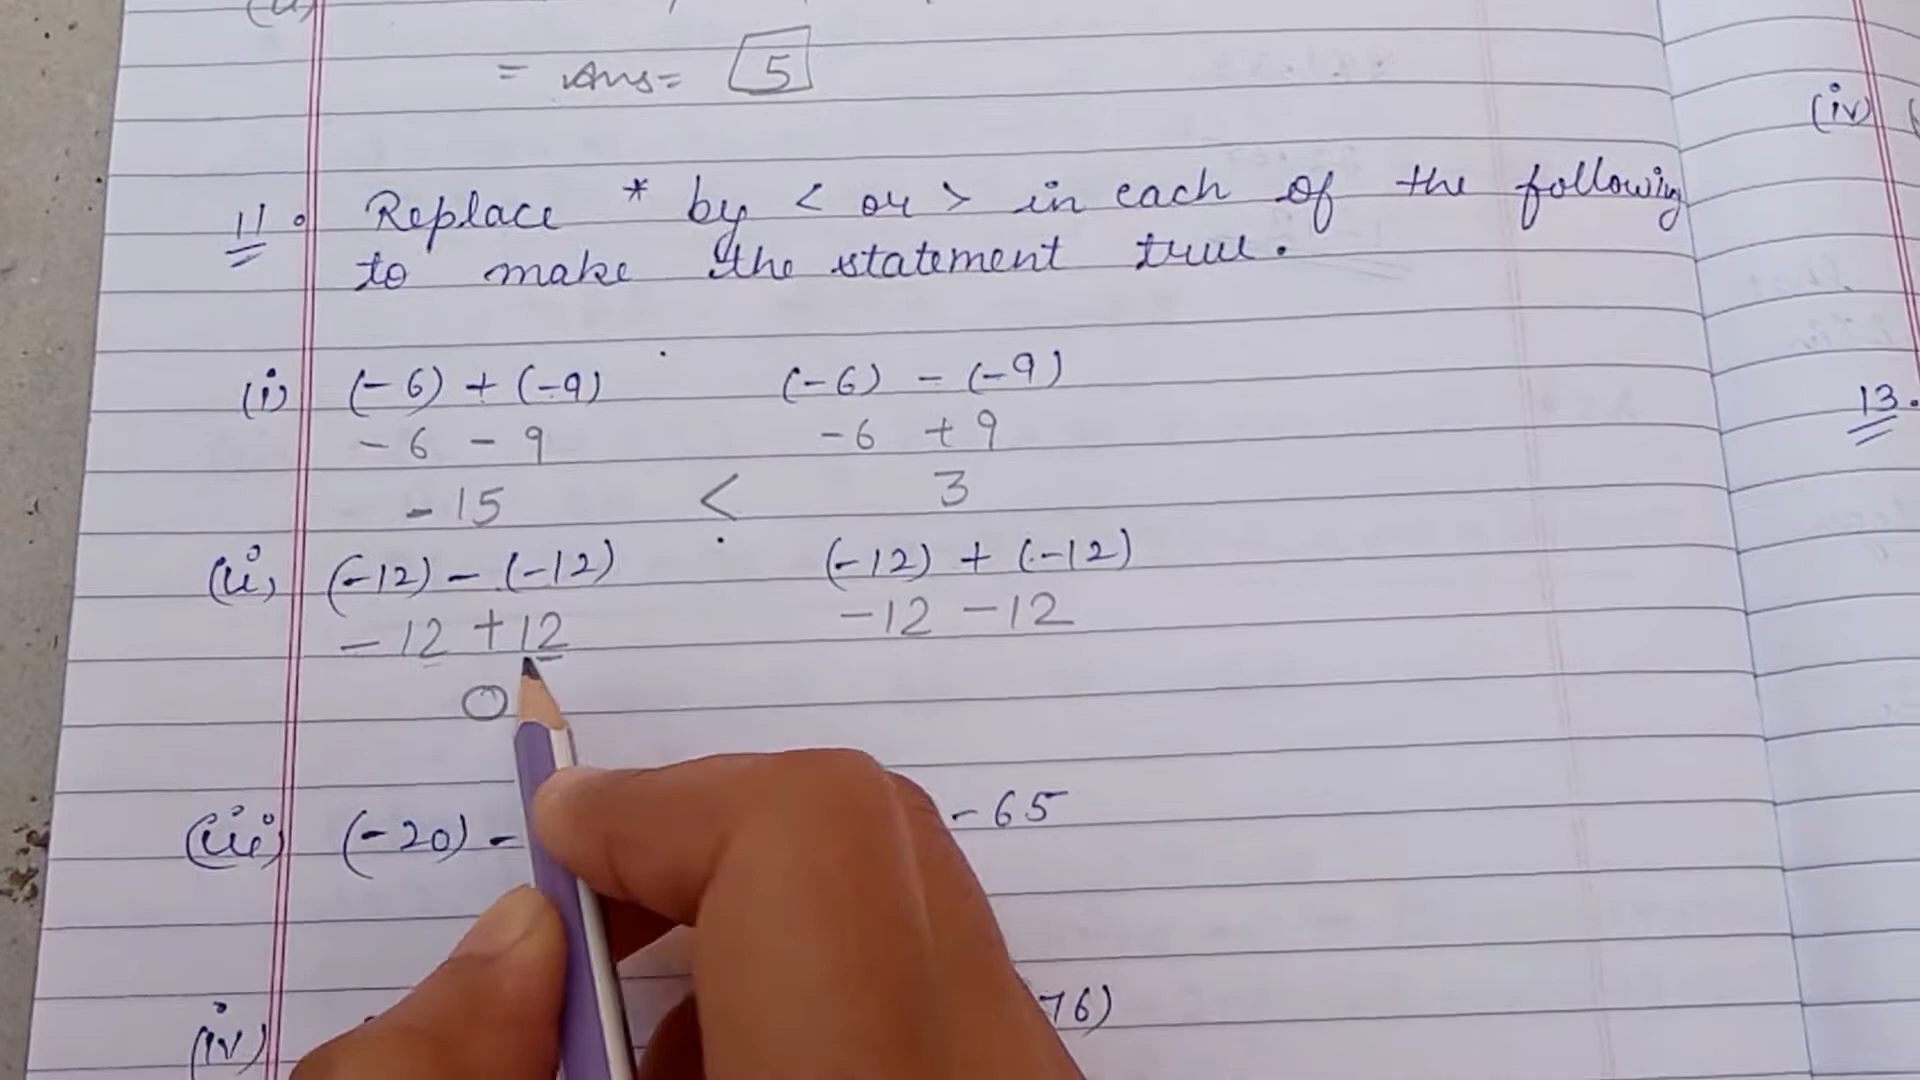 = Ans= 5
(iv)
11. Replace * by < or > in each of the following
to make the statement true.
(i) (-6) + (-9) (-6) - (-9)
-6 - 9 -6 + 9
13.
-15 < 3
(ii) (-12) - (-12) (-12) + (-12)
-12 + 12 -12 - 12
0
(iii) (-20) - -65
(iv) 76)